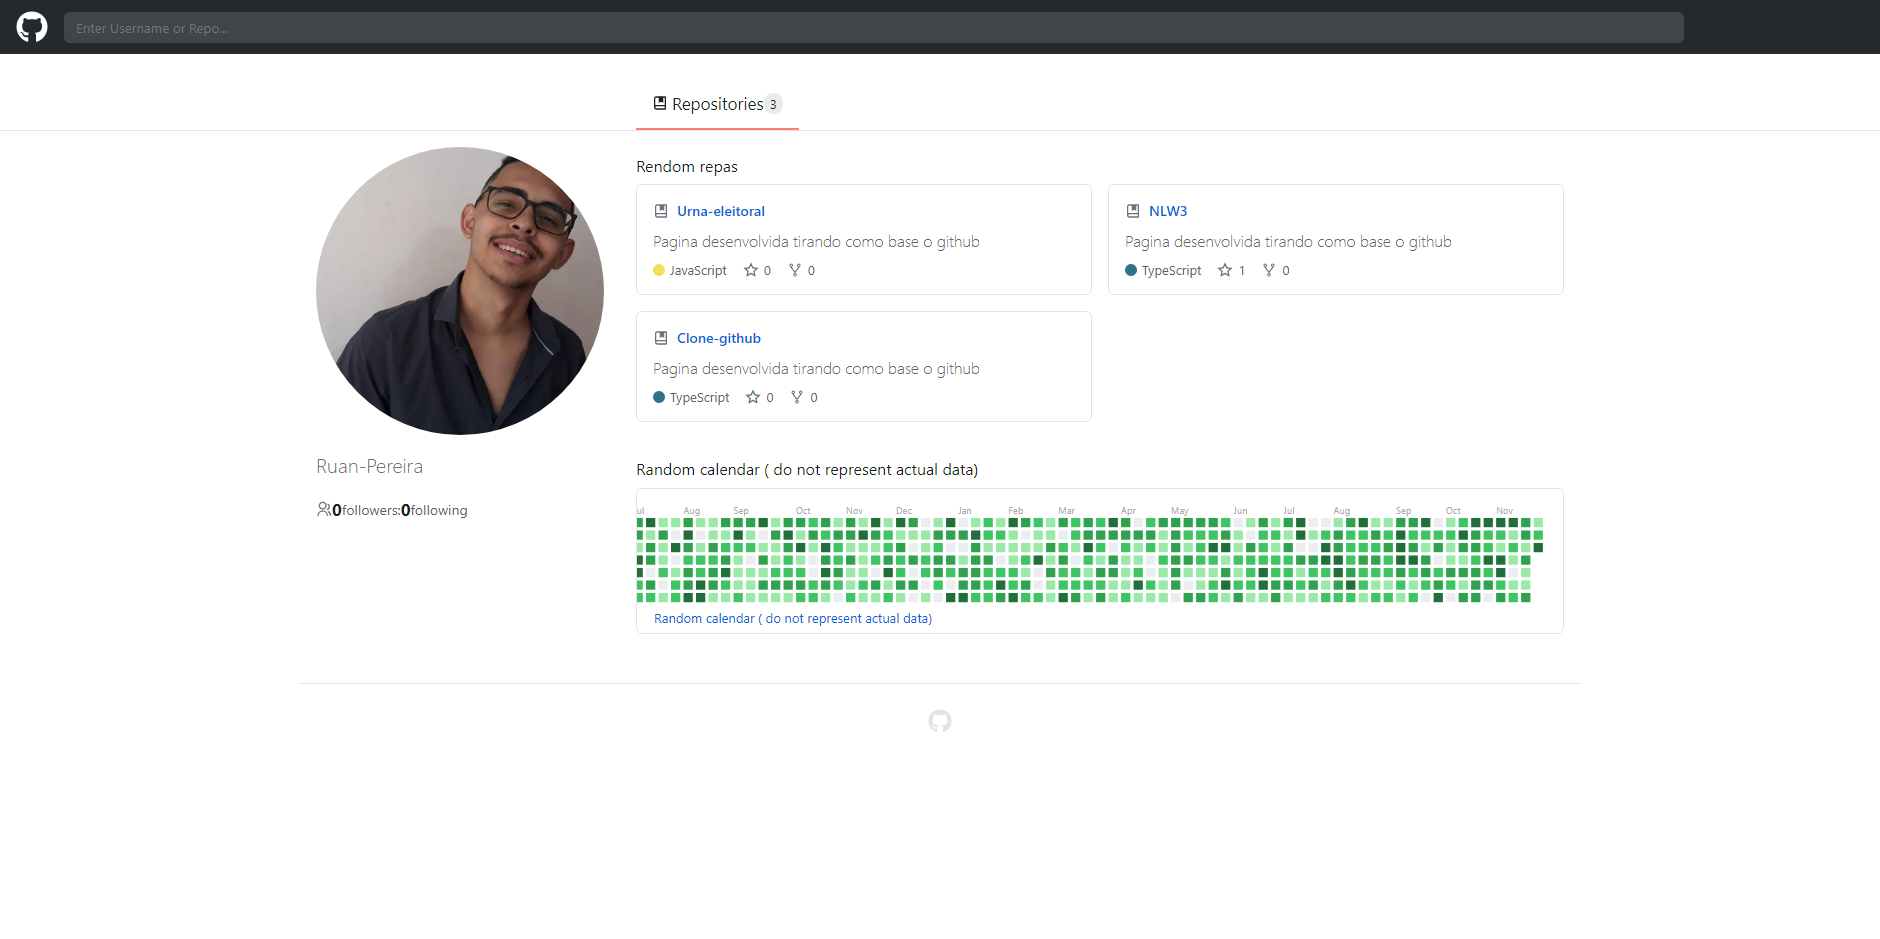 Enter Username or Repo...
Repositories 3
Rendom repas
Urna-eleitoral
Pagina desenvolvida tirando como base o github
JavaScript 0 0
NLW3
Pagina desenvolvida tirando como base o github
TypeScript 1 0
Clone-github
Pagina desenvolvida tirando como base o github
TypeScript 0 0
Ruan-Pereira
0followers:0following
Random calendar ( do not represent actual data)
ul Aug Sep Oct Nov Dec Jan Feb Mar Apr May Jun Jul Aug Sep Oct Nov
Random calendar ( do not represent actual data)